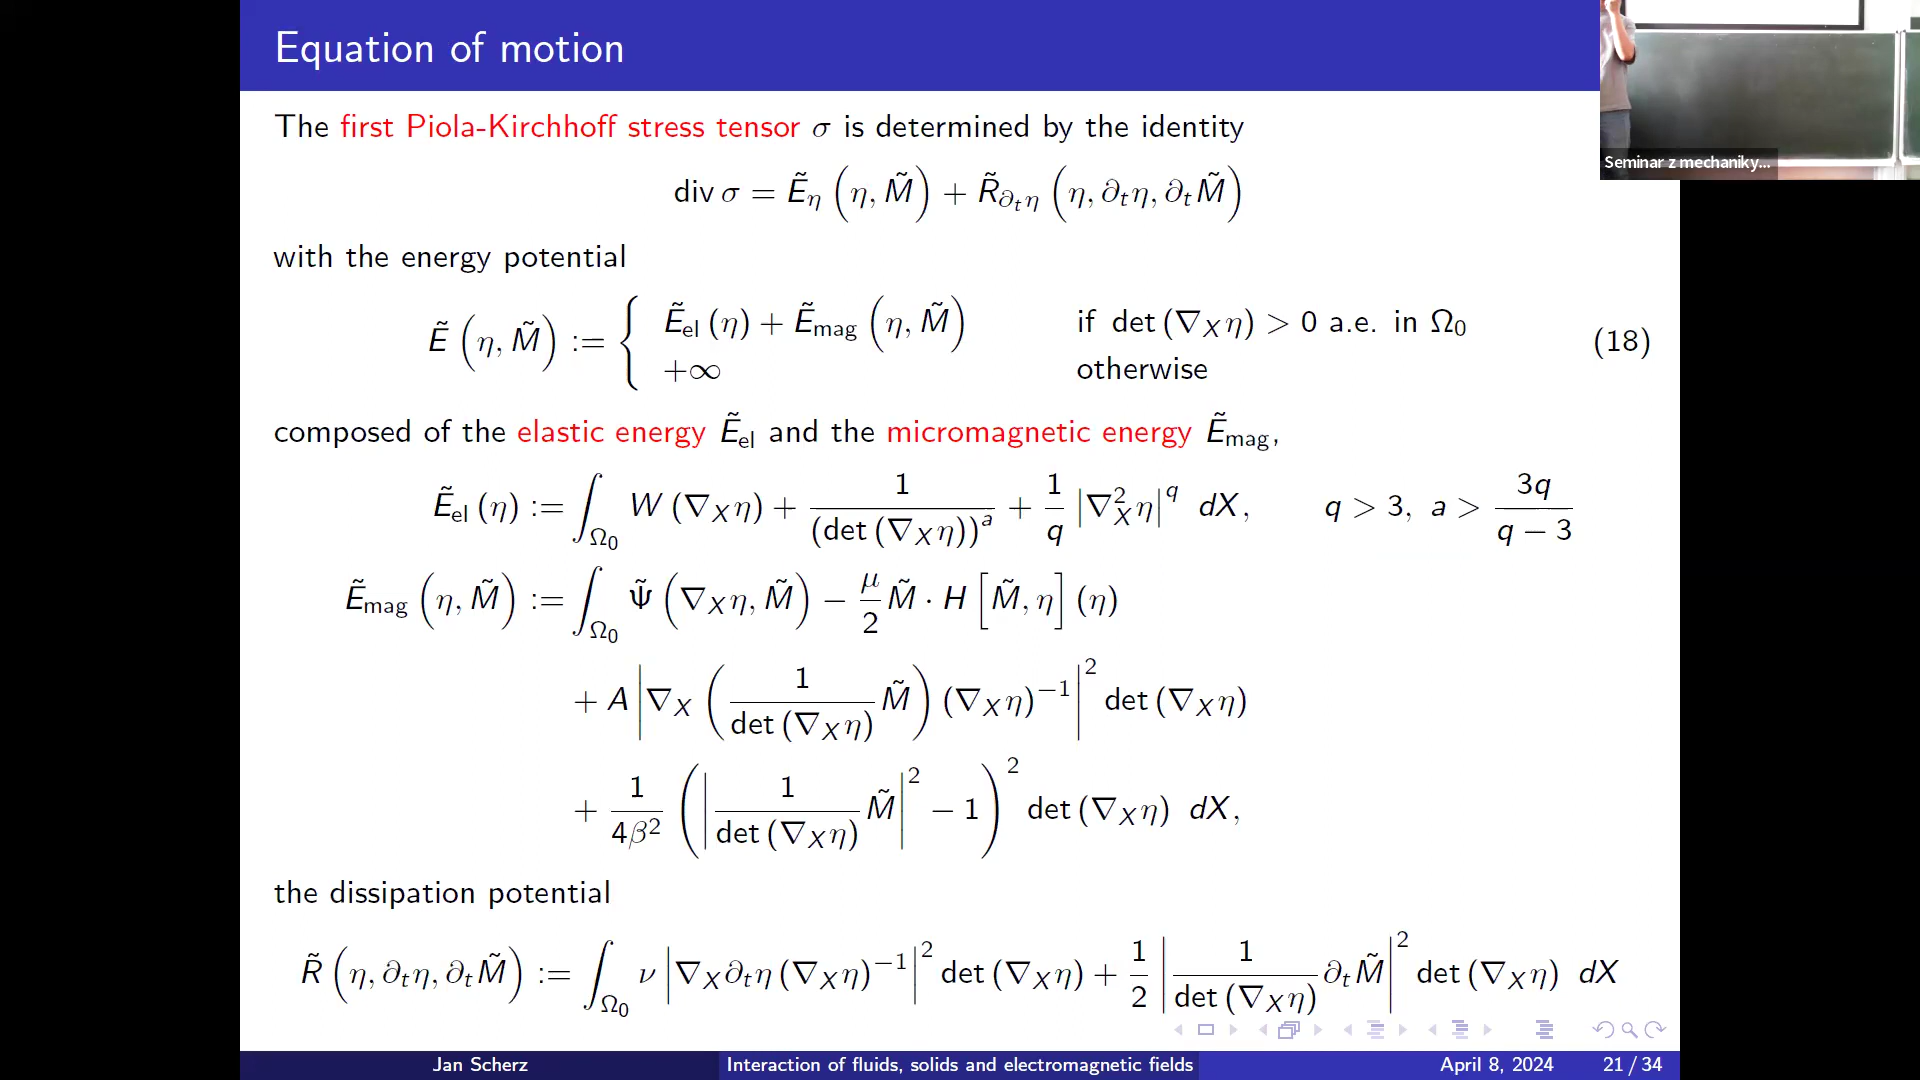 Equation of motion
Seminar z mechaniky...
The first Piola-Kirchhoff stress tensor σ is determined by the identity
div σ = Ẽ_η (η, M̃) + R̃_{∂_t η} (η, ∂_t η, ∂_t M̃)
with the energy potential
Ẽ (η, M̃) := { Ẽ_el (η) + Ẽ_mag (η, M̃) if det (∇_X η) > 0 a.e. in Ω_0
+∞ otherwise (18)
composed of the elastic energy Ẽ_el and the micromagnetic energy Ẽ_mag,
Ẽ_el (η) := ∫_{Ω_0} W (∇_X η) + 1/(det (∇_X η))^a + 1/q |∇²_X η|^q dX, q > 3, a > 3q/(q − 3)
Ẽ_mag (η, M̃) := ∫_{Ω_0} Ψ̃ (∇_X η, M̃) − μ/2 M̃ · H [M̃, η] (η)
+ A |∇_X (1/det (∇_X η) M̃) (∇_X η)^{−1}|² det (∇_X η)
+ 1/(4β²) (|1/det (∇_X η) M̃|² − 1)² det (∇_X η) dX,
the dissipation potential
R̃ (η, ∂_t η, ∂_t M̃) := ∫_{Ω_0} ν |∇_X ∂_t η (∇_X η)^{−1}|² det (∇_X η) + 1/2 |1/det (∇_X η) ∂_t M̃|² det (∇_X η) dX
Jan Scherz Interaction of fluids, solids and electromagnetic fields April 8, 2024 21 / 34